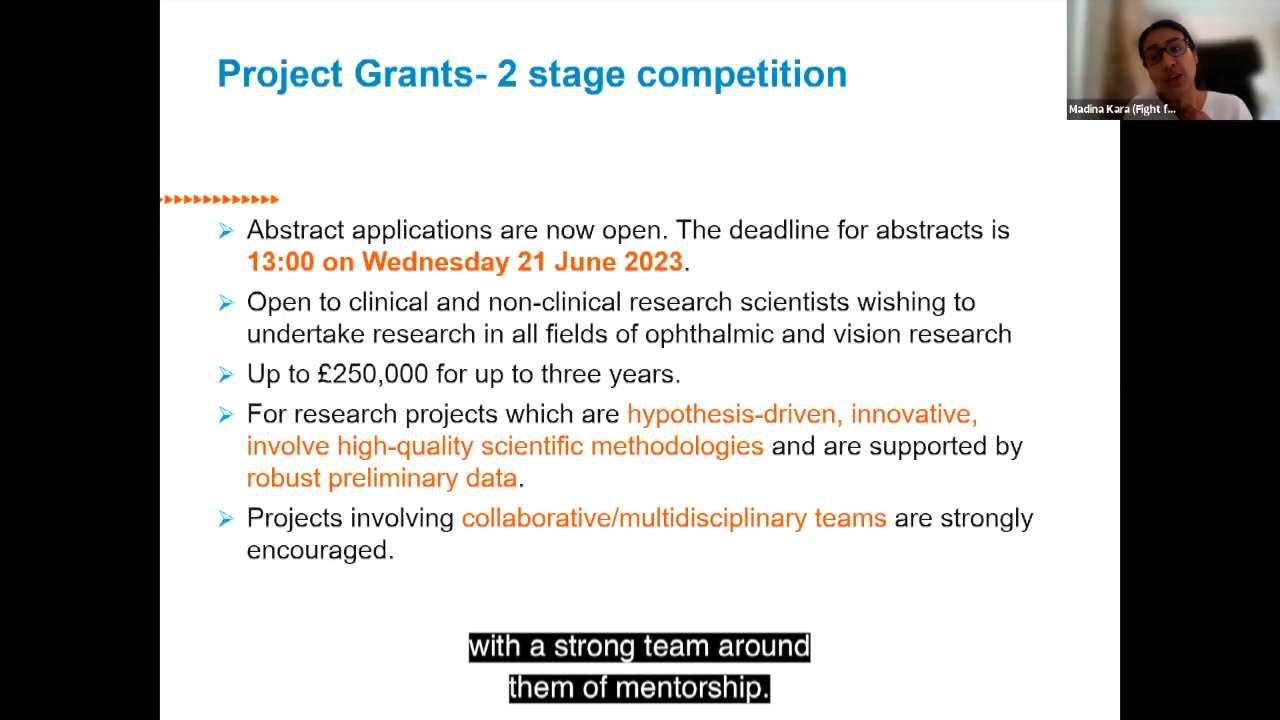 Project Grants- 2 stage competition
Madina Kara (Fight f...
Abstract applications are now open. The deadline for abstracts is
13:00 on Wednesday 21 June 2023.
Open to clinical and non-clinical research scientists wishing to
undertake research in all fields of ophthalmic and vision research
Up to £250,000 for up to three years.
For research projects which are hypothesis-driven, innovative,
involve high-quality scientific methodologies and are supported by
robust preliminary data.
Projects involving collaborative/multidisciplinary teams are strongly
encouraged.
with a strong team around
them of mentorship.